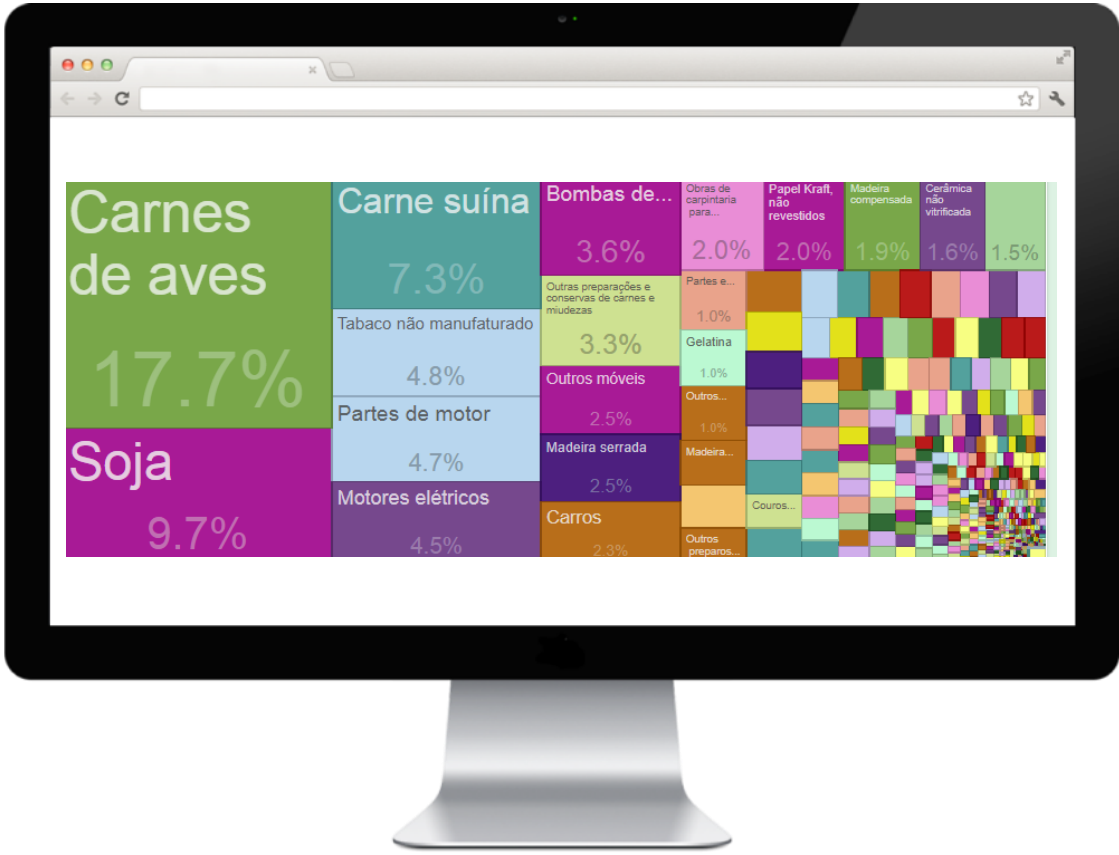 Carnes
de aves
17.7%
Soja
9.7%
Carne suína
7.3%
Tabaco não manufaturado
4.8%
Partes de motor
4.7%
Motores elétricos
4.5%
Bombas de...
3.6%
Outras preparações e
conservas de carnes e
miudezas
3.3%
Outros móveis
2.5%
Madeira serrada
2.5%
Carros
2.3%
Obras de
carpintaria
para...
2.0%
Papel Kraft,
não
revestidos
2.0%
Madeira
compensada
1.9%
Cerâmica
não
vitrificada
1.6%
1.5%
Partes e...
1.0%
Gelatina
1.0%
Outros...
1.0%
Madeira...
Outros
preparos...
Couros...